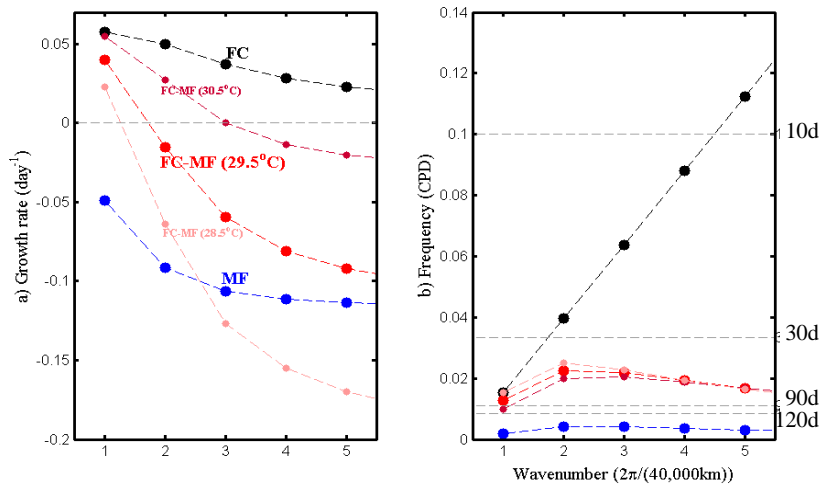 a) Growth rate (day⁻¹)
0.05
0
-0.05
-0.1
-0.15
-0.2
1 2 3 4 5
FC
FC-MF (30.5°C)
FC-MF (29.5°C)
FC-MF (28.5°C)
MF
b) Frequency (CPD)
0.14
0.12
0.1
0.08
0.06
0.04
0.02
0
10d
30d
90d
120d
1 2 3 4 5
Wavenumber (2π/(40,000km))